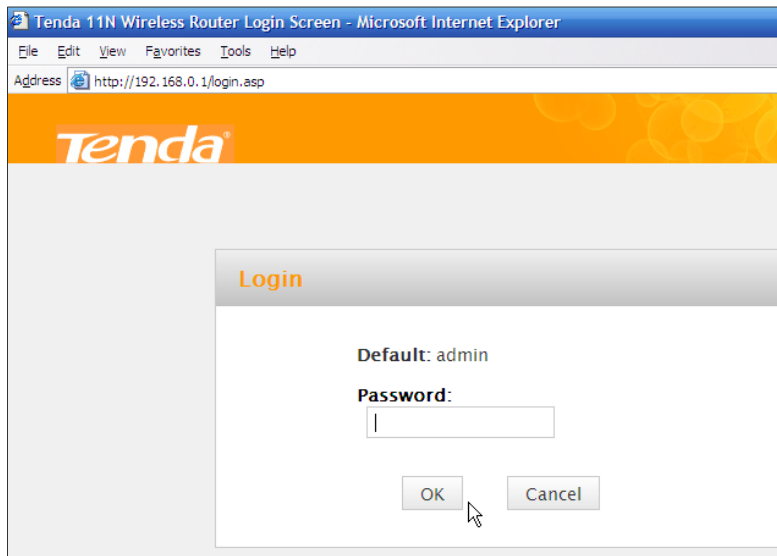 Tenda 11N Wireless Router Login Screen - Microsoft Internet Explorer
File Edit View Favorites Tools Help
Address http://192.168.0.1/login.asp
Tenda®
Login
Default: admin
Password:
OK Cancel